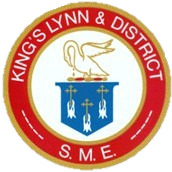 KING'S LYNN & DISTRICT
S. M. E.